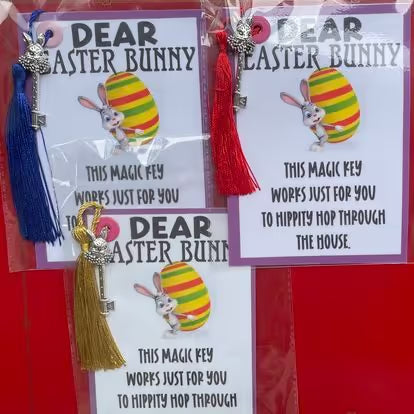 DEAR
EASTER BUNNY
THIS MAGIC KEY
WORKS JUST FOR YOU
DEAR
EASTER BUNNY
THIS MAGIC KEY
WORKS JUST FOR YOU
TO HIPPITY HOP THROUGH
THE HOUSE.
DEAR
EASTER BUNN
THIS MAGIC KEY
WORKS JUST FOR YOU
TO HIPPITY HOP THROUGH